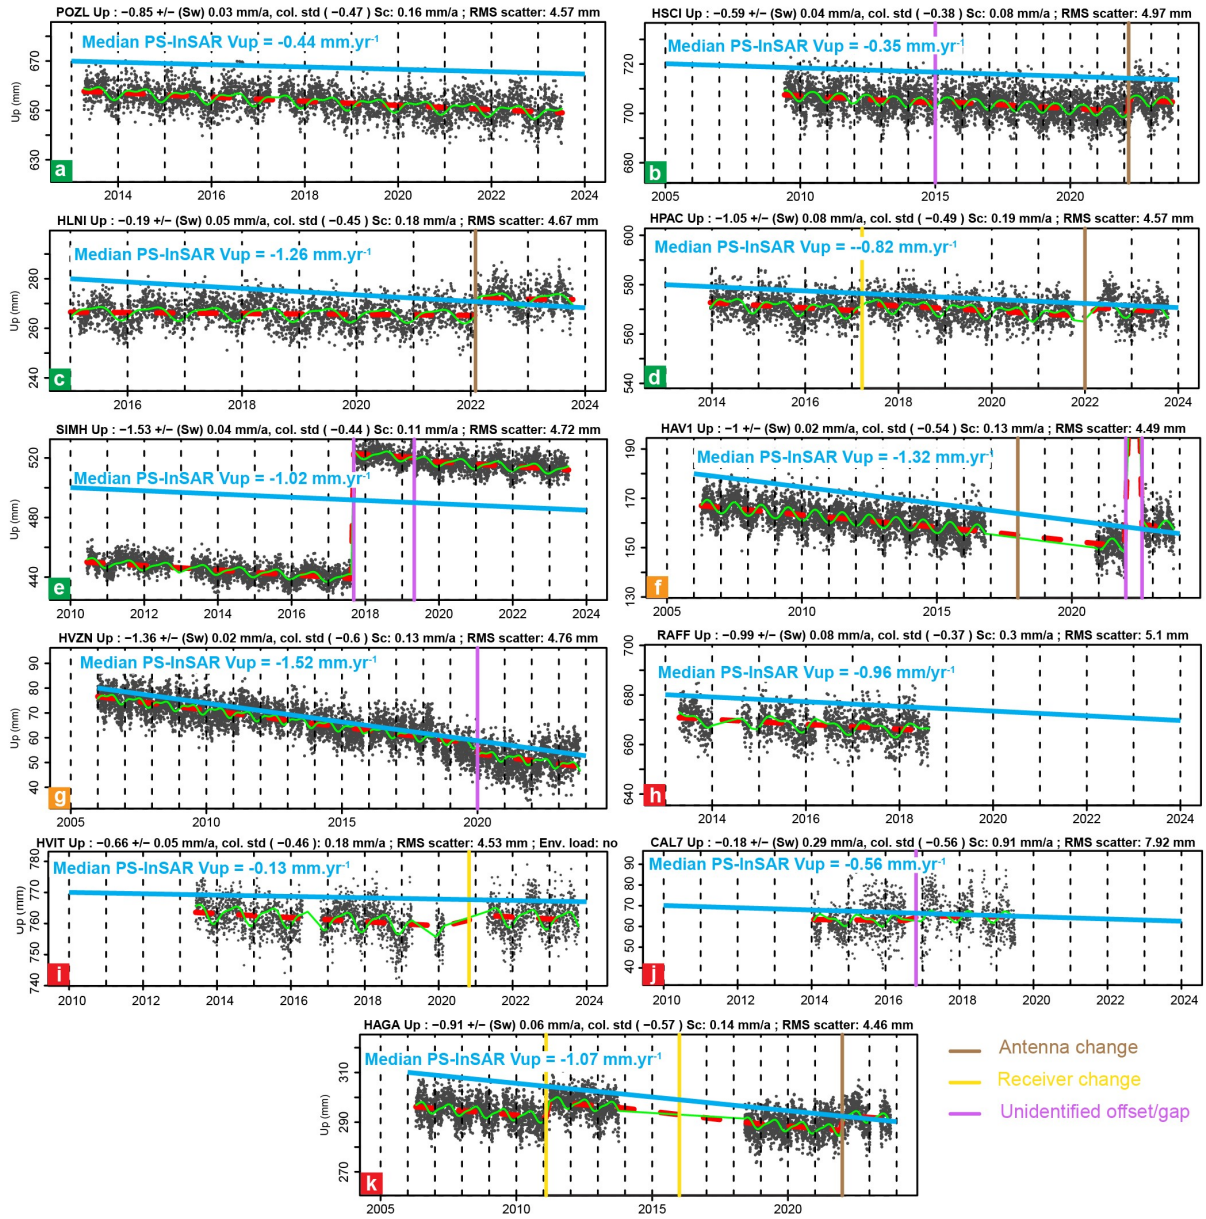 POZL Up : −0.85 +/− (Sw) 0.03 mm/a, col. std ( −0.47) Sc: 0.16 mm/a ; RMS scatter: 4.57 mm
Median PS-InSAR Vup = -0.44 mm.yr-1
Up (mm)
670
650
630
a
2014 2016 2018 2020 2022 2024
HSCI Up : −0.59 +/− (Sw) 0.04 mm/a, col. std ( −0.38 ) Sc: 0.08 mm/a ; RMS scatter: 4.97 mm
Median PS-InSAR Vup = -0.35 mm.yr-1
720
700
680
b
2005 2010 2015 2020
HLNI Up : −0.19 +/− (Sw) 0.05 mm/a, col. std ( −0.45 ) Sc: 0.18 mm/a ; RMS scatter: 4.67 mm
Median PS-InSAR Vup = -1.26 mm.yr-1
Up (mm)
280
260
240
c
2016 2018 2020 2022 2024
HPAC Up : −1.05 +/− (Sw) 0.08 mm/a, col. std ( −0.49 ) Sc: 0.19 mm/a ; RMS scatter: 4.57 mm
Median PS-InSAR Vup = --0.82 mm.yr-1
600
580
560
540
d
2014 2016 2018 2020 2022 2024
SIMH Up : −1.53 +/− (Sw) 0.04 mm/a, col. std ( −0.44 ) Sc: 0.11 mm/a ; RMS scatter: 4.72 mm
Median PS-InSAR Vup = -1.02 mm.yr-1
Up (mm)
520
480
440
e
2010 2012 2014 2016 2018 2020 2022 2024
HAV1 Up : −1 +/− (Sw) 0.02 mm/a, col. std ( −0.54 ) Sc: 0.13 mm/a ; RMS scatter: 4.49 mm
Median PS-InSAR Vup = -1.32 mm.yr-1
190
170
150
130
f
2005 2010 2015 2020
HVZN Up : −1.36 +/− (Sw) 0.02 mm/a, col. std ( −0.6 ) Sc: 0.13 mm/a ; RMS scatter: 4.76 mm
Median PS-InSAR Vup = -1.52 mm.yr-1
Up (mm)
90
80
70
60
50
40
g
2005 2010 2015 2020
RAFF Up : −0.99 +/− (Sw) 0.08 mm/a, col. std ( −0.37 ) Sc: 0.3 mm/a ; RMS scatter: 5.1 mm
Median PS-InSAR Vup = -0.96 mm/yr-1
700
680
660
640
h
2014 2016 2018 2020 2022 2024
HVIT Up : −0.66 +/− 0.05 mm/a, col. std ( −0.46 ): 0.18 mm/a ; RMS scatter: 4.53 mm ; Env. load: no
Median PS-InSAR Vup = -0.13 mm.yr-1
Up (mm)
780
770
760
750
740
i
2010 2012 2014 2016 2018 2020 2022 2024
CAL7 Up : −0.18 +/− (Sw) 0.29 mm/a, col. std ( −0.56 ) Sc: 0.91 mm/a ; RMS scatter: 7.92 mm
Median PS-InSAR Vup = -0.56 mm.yr-1
90
80
70
60
50
40
j
2010 2012 2014 2016 2018 2020 2022 2024
HAGA Up : −0.91 +/− (Sw) 0.06 mm/a, col. std ( −0.57 ) Sc: 0.14 mm/a ; RMS scatter: 4.46 mm
Median PS-InSAR Vup = -1.07 mm.yr-1
Up (mm)
310
290
270
k
2005 2010 2015 2020
Antenna change
Receiver change
Unidentified offset/gap